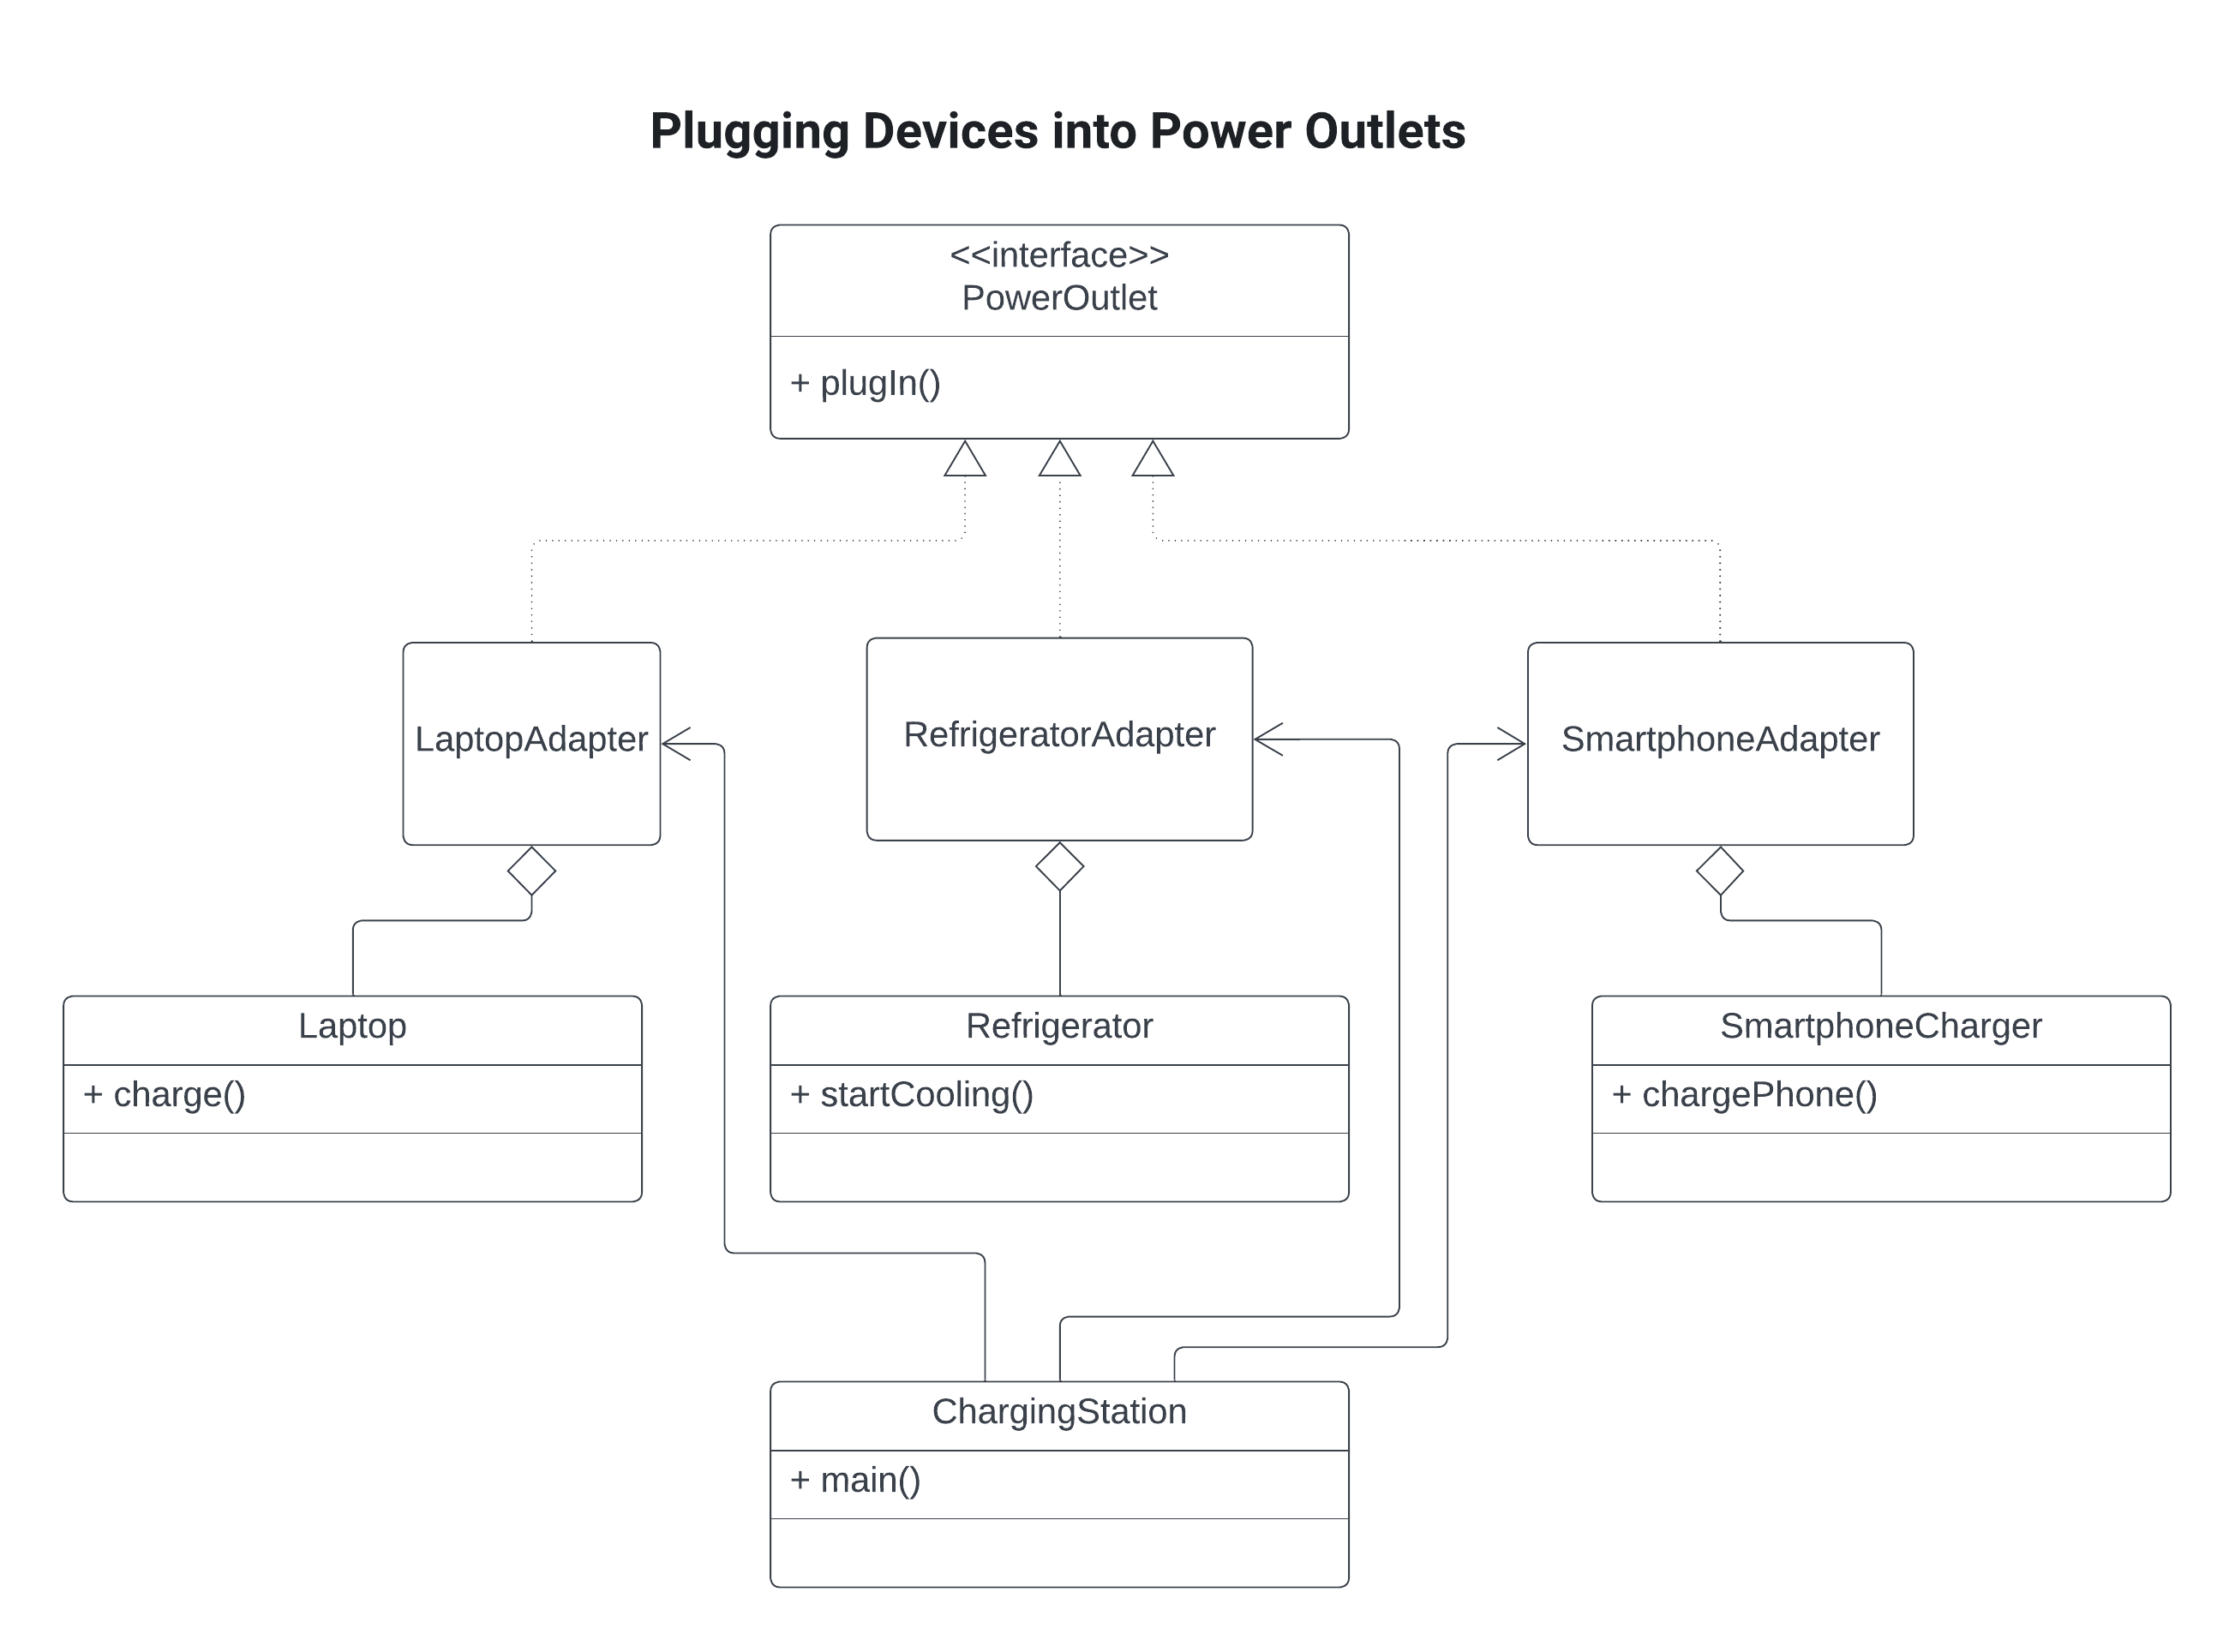 Plugging Devices into Power Outlets
<<interface>>
PowerOutlet
+ plugIn()
LaptopAdapter
RefrigeratorAdapter
SmartphoneAdapter
Laptop
+ charge()
Refrigerator
+ startCooling()
SmartphoneCharger
+ chargePhone()
ChargingStation
+ main()